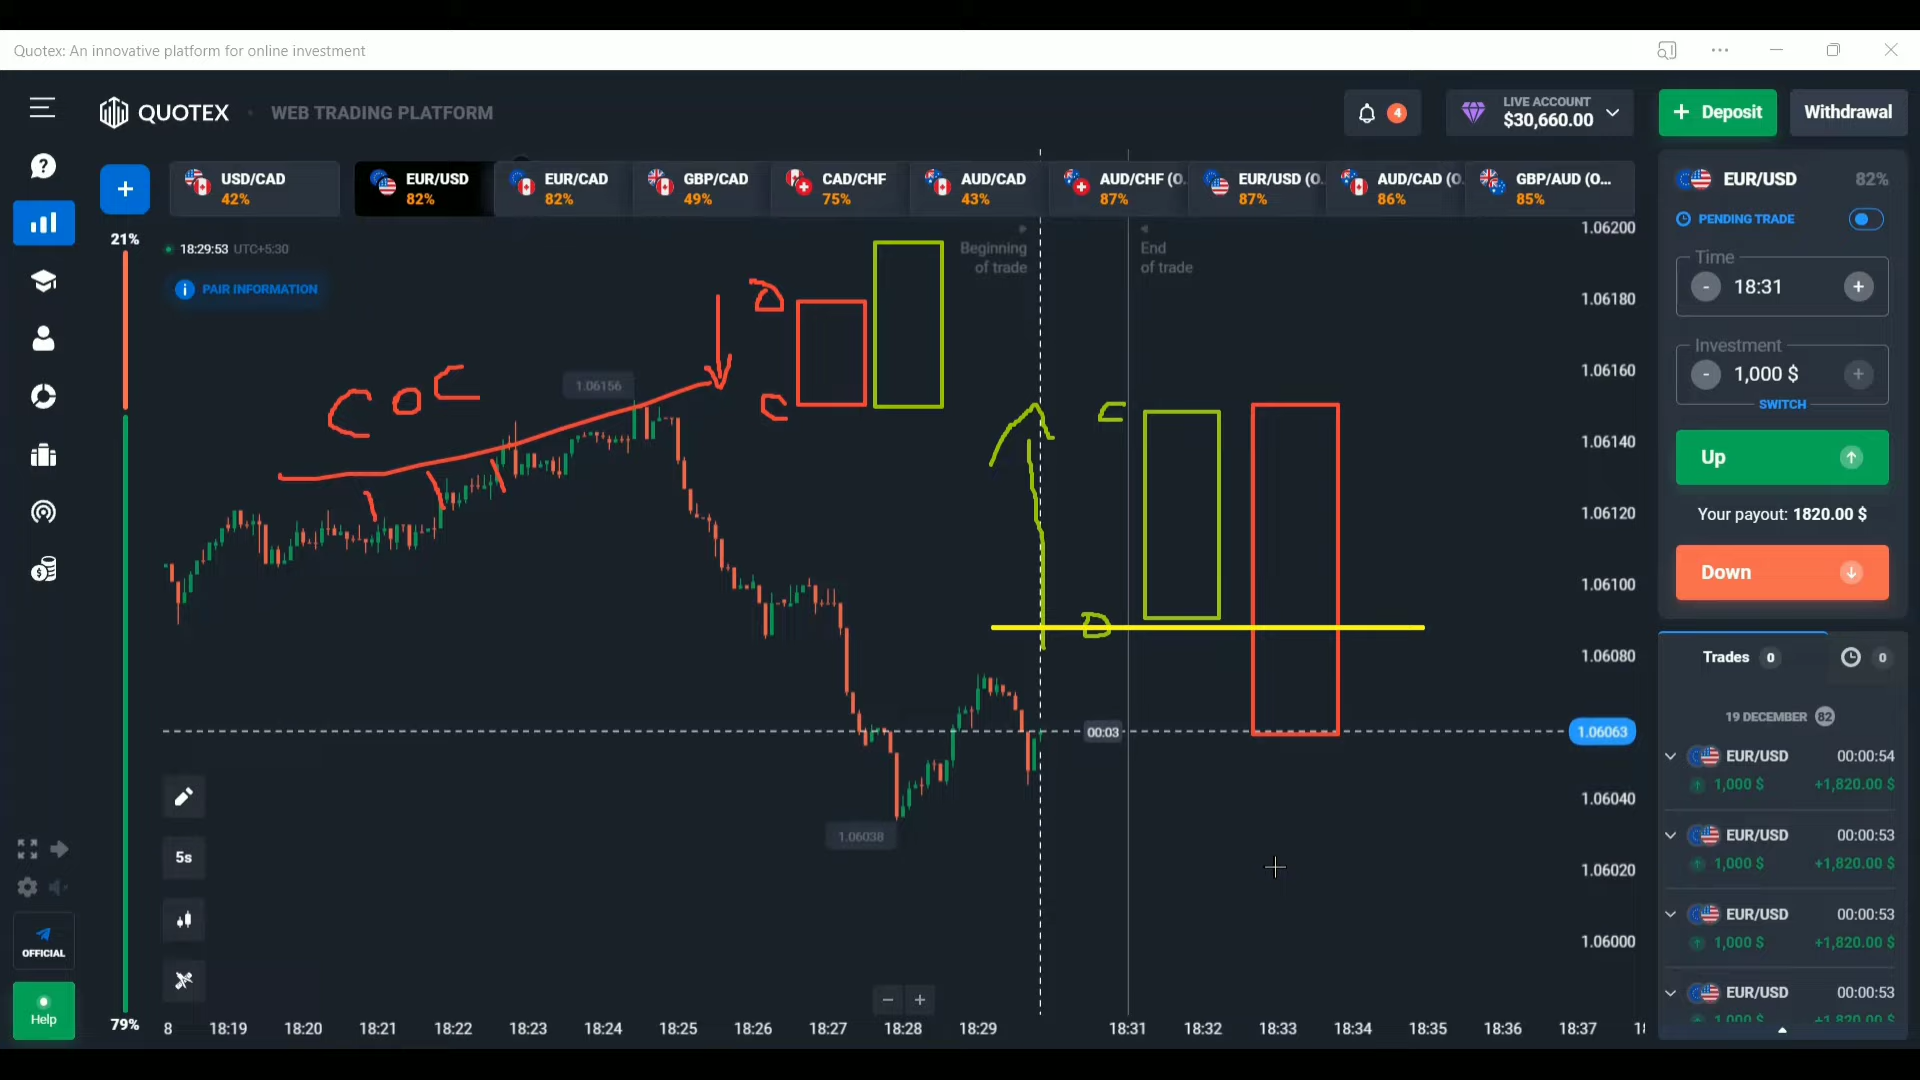 Quotex: An innovative platform for online investment
QUOTEX
WEB TRADING PLATFORM
4
LIVE ACCOUNT
$30,660.00
+ Deposit
Withdrawal
USD/CAD
42%
EUR/USD
82%
EUR/CAD
82%
GBP/CAD
49%
CAD/CHF
75%
AUD/CAD
43%
AUD/CHF (O...
87%
EUR/USD (O...
87%
AUD/CAD (O...
86%
GBP/AUD (O...
85%
21%
18:29:53 UTC+5:30
PAIR INFORMATION
Beginning
of trade
End
of trade
COC
D
C
C
D
1.06156
1.06038
00:03
1.06200
1.06180
1.06160
1.06140
1.06120
1.06100
1.06080
1.06063
1.06040
1.06020
1.06000
5s
79%
8 18:19 18:20 18:21 18:22 18:23 18:24 18:25 18:26 18:27 18:28 18:29 18:31 18:32 18:33 18:34 18:35 18:36 18:37
OFFICIAL
Help
EUR/USD 82%
PENDING TRADE
Time
- 18:31 +
Investment
- 1,000 $ +
SWITCH
Up
Your payout: 1820.00 $
Down
Trades 0 0
19 DECEMBER 82
EUR/USD 00:00:54
1,000 $ +1,820.00 $
EUR/USD 00:00:53
1,000 $ +1,820.00 $
EUR/USD 00:00:53
1,000 $ +1,820.00 $
EUR/USD 00:00:53
1,000 $ +1,820.00 $